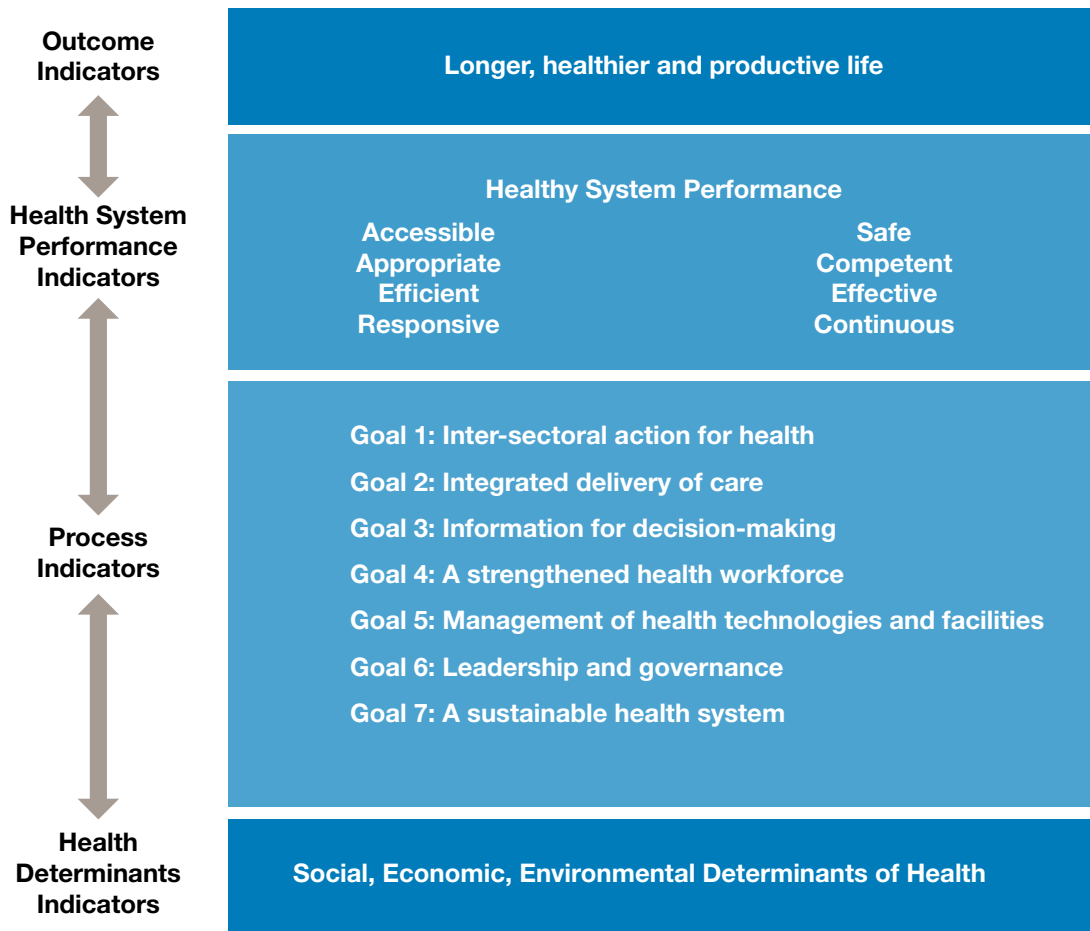 Outcome
Indicators
Longer, healthier and productive life
Health System
Performance
Indicators
Healthy System Performance
Accessible
Appropriate
Efficient
Responsive
Safe
Competent
Effective
Continuous
Process
Indicators
Goal 1: Inter-sectoral action for health
Goal 2: Integrated delivery of care
Goal 3: Information for decision-making
Goal 4: A strengthened health workforce
Goal 5: Management of health technologies and facilities
Goal 6: Leadership and governance
Goal 7: A sustainable health system
Health
Determinants
Indicators
Social, Economic, Environmental Determinants of Health